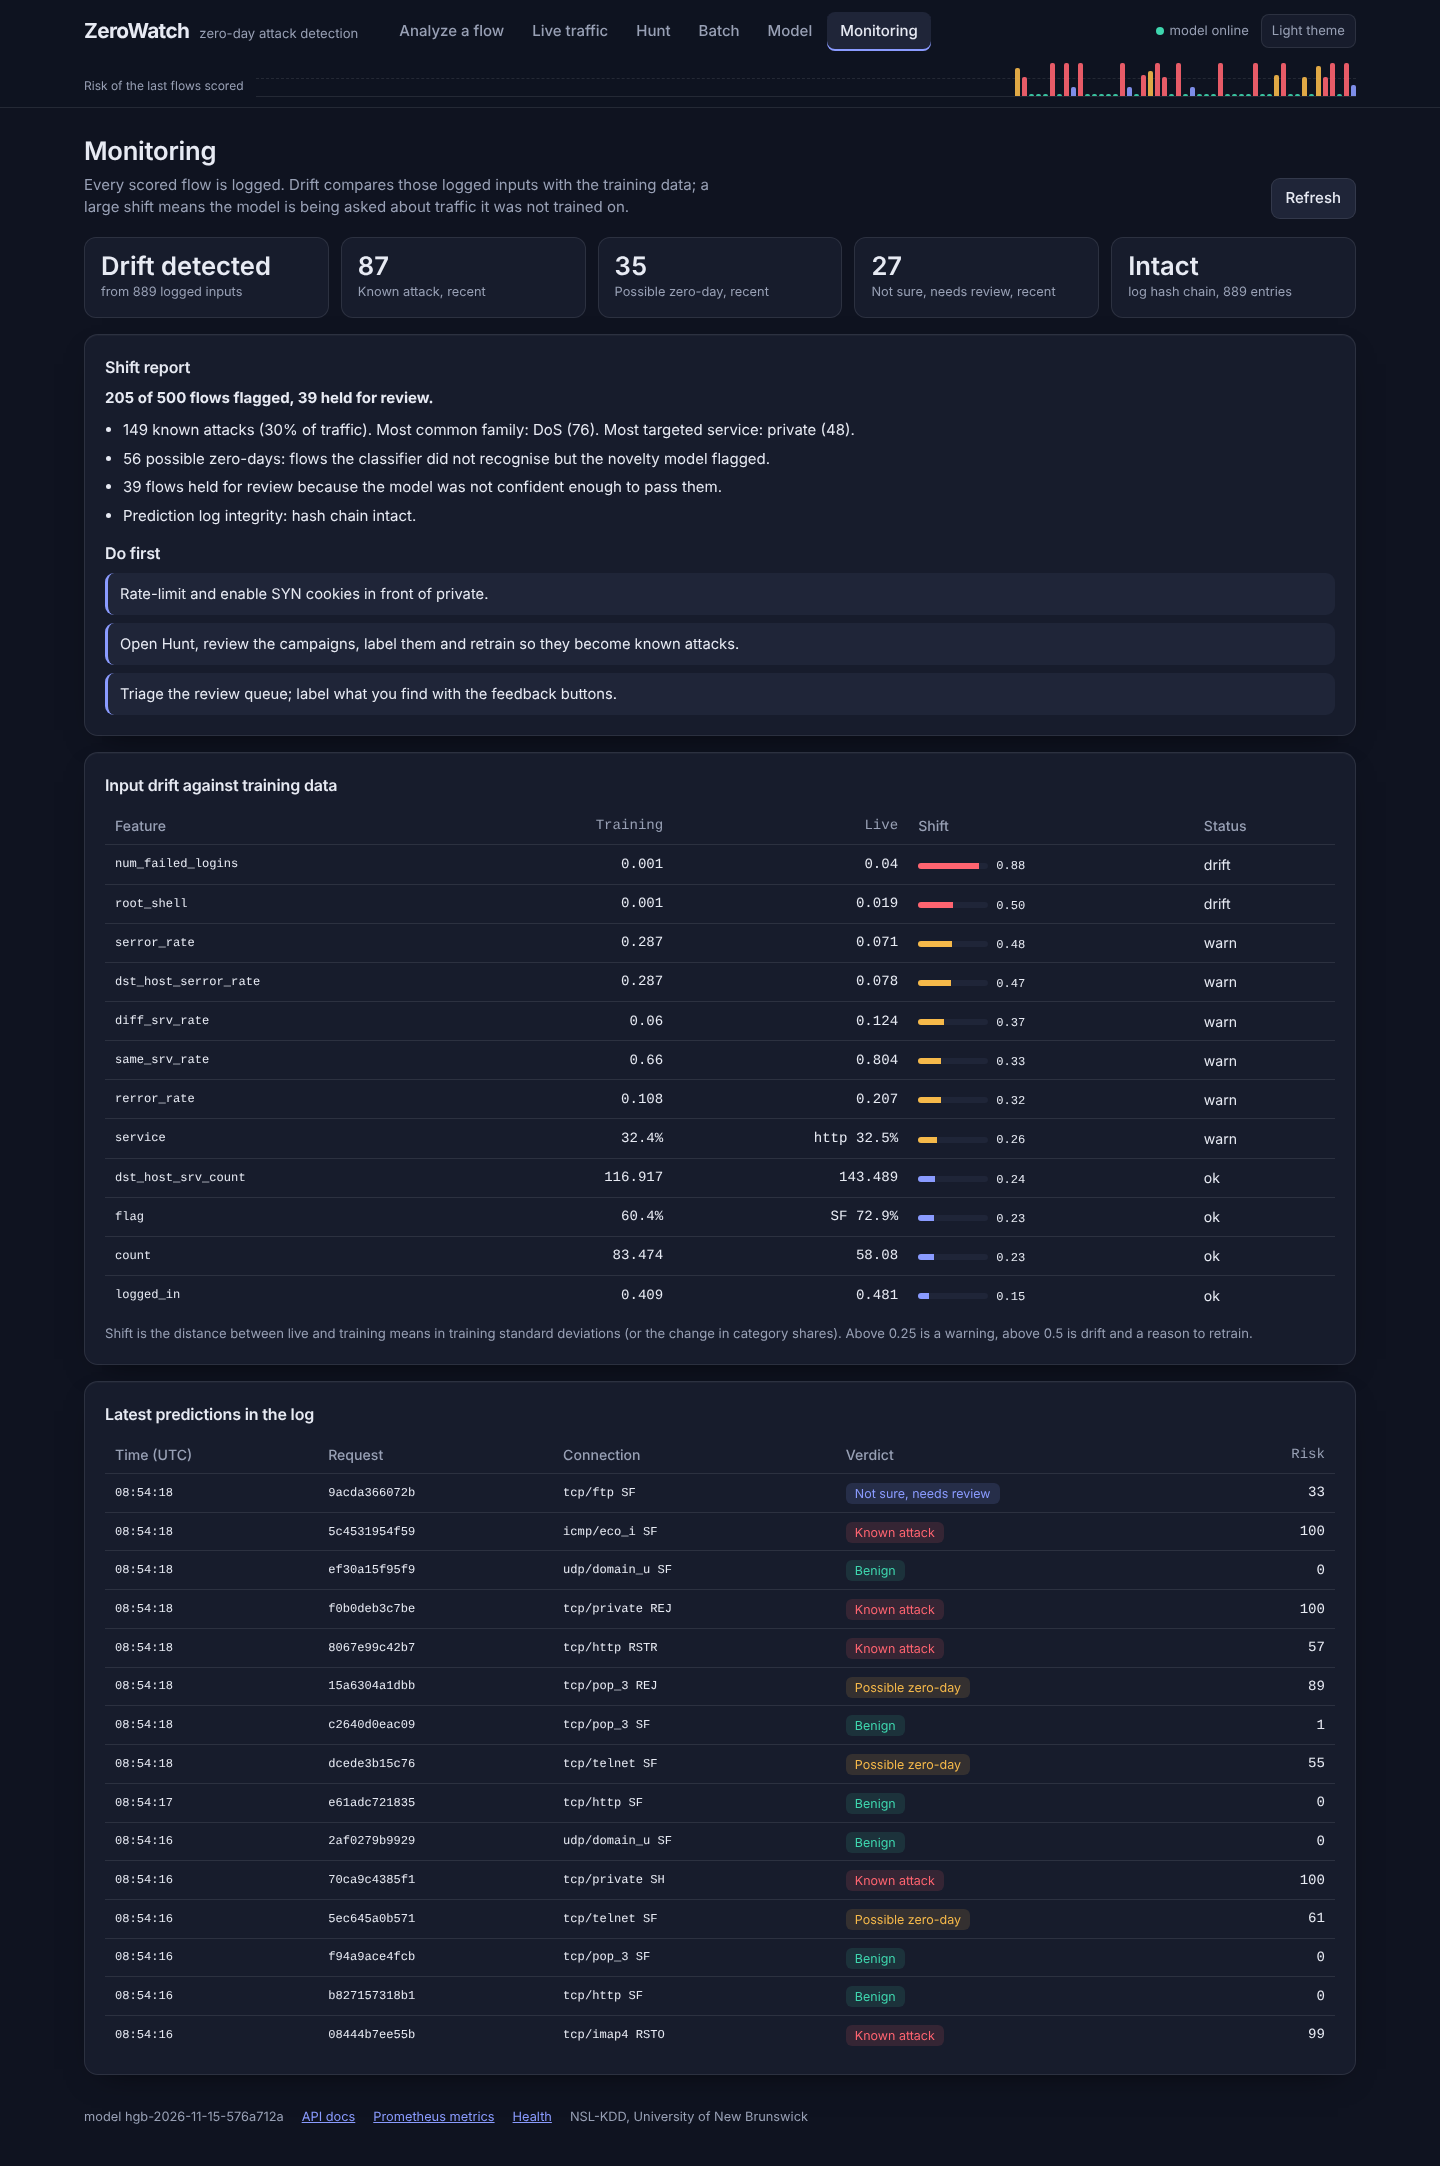 ZeroWatch zero-day attack detection Analyze a flow Live traffic Hunt Batch Model Monitoring model online Light theme
Risk of the last flows scored
Monitoring
Every scored flow is logged. Drift compares those logged inputs with the training data; a
large shift means the model is being asked about traffic it was not trained on.
Refresh
Drift detected
from 889 logged inputs
87
Known attack, recent
35
Possible zero-day, recent
27
Not sure, needs review, recent
Intact
log hash chain, 889 entries
Shift report
205 of 500 flows flagged, 39 held for review.
• 149 known attacks (30% of traffic). Most common family: DoS (76). Most targeted service: private (48).
• 56 possible zero-days: flows the classifier did not recognise but the novelty model flagged.
• 39 flows held for review because the model was not confident enough to pass them.
• Prediction log integrity: hash chain intact.
Do first
Rate-limit and enable SYN cookies in front of private.
Open Hunt, review the campaigns, label them and retrain so they become known attacks.
Triage the review queue; label what you find with the feedback buttons.
Input drift against training data
Feature Training Live Shift Status
num_failed_logins 0.001 0.04 0.88 drift
root_shell 0.001 0.019 0.50 drift
serror_rate 0.287 0.071 0.48 warn
dst_host_serror_rate 0.287 0.078 0.47 warn
diff_srv_rate 0.06 0.124 0.37 warn
same_srv_rate 0.66 0.804 0.33 warn
rerror_rate 0.108 0.207 0.32 warn
service 32.4% http 32.5% 0.26 warn
dst_host_srv_count 116.917 143.489 0.24 ok
flag 60.4% SF 72.9% 0.23 ok
count 83.474 58.08 0.23 ok
logged_in 0.409 0.481 0.15 ok
Shift is the distance between live and training means in training standard deviations (or the change in category shares). Above 0.25 is a warning, above 0.5 is drift and a reason to retrain.
Latest predictions in the log
Time (UTC) Request Connection Verdict Risk
08:54:18 9acda366072b tcp/ftp SF Not sure, needs review 33
08:54:18 5c4531954f59 icmp/eco_i SF Known attack 100
08:54:18 ef30a15f95f9 udp/domain_u SF Benign 0
08:54:18 f0b0deb3c7be tcp/private REJ Known attack 100
08:54:18 8067e99c42b7 tcp/http RSTR Known attack 57
08:54:18 15a6304a1dbb tcp/pop_3 REJ Possible zero-day 89
08:54:18 c2640d0eac09 tcp/pop_3 SF Benign 1
08:54:18 dcede3b15c76 tcp/telnet SF Possible zero-day 55
08:54:17 e61adc721835 tcp/http SF Benign 0
08:54:16 2af0279b9929 udp/domain_u SF Benign 0
08:54:16 70ca9c4385f1 tcp/private SH Known attack 100
08:54:16 5ec645a0b571 tcp/telnet SF Possible zero-day 61
08:54:16 f94a9ace4fcb tcp/pop_3 SF Benign 0
08:54:16 b827157318b1 tcp/http SF Benign 0
08:54:16 08444b7ee55b tcp/imap4 RSTO Known attack 99
model hgb-2026-11-15-576a712a API docs Prometheus metrics Health NSL-KDD, University of New Brunswick